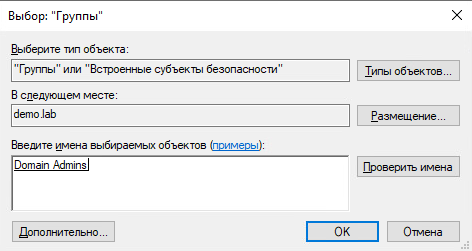 Выбор: "Группы"
Выберите тип объекта:
"Группы" или "Встроенные субъекты безопасности"
Типы объектов...
В следующем месте:
demo.lab
Размещение...
Введите имена выбираемых объектов (примеры):
Domain Admins
Проверить имена
Дополнительно...
OK
Отмена